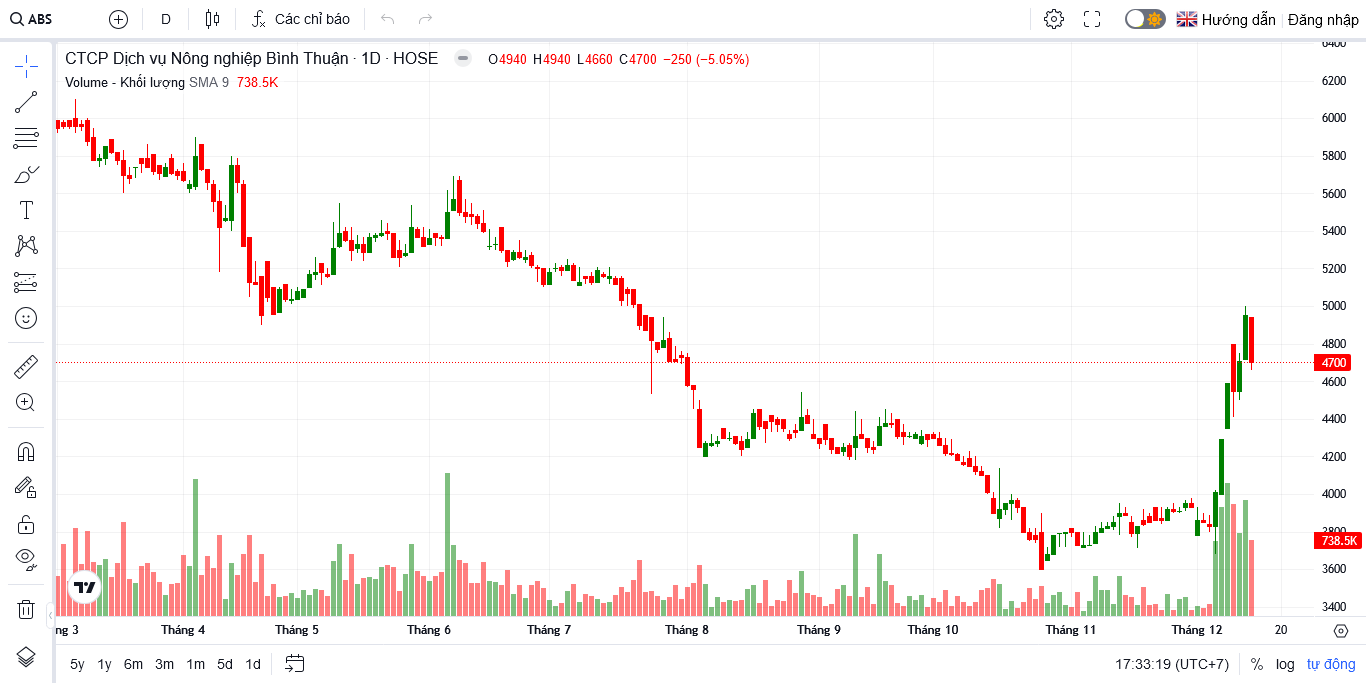 ABS
D
Các chỉ báo
Hướng dẫn
Đăng nhập
CTCP Dịch vụ Nông nghiệp Bình Thuận · 1D · HOSE O4940 H4940 L4660 C4700 −250 (−5.05%)
Volume - Khối lượng SMA 9 738.5K
6400
6200
6000
5800
5600
5400
5200
5000
4800
4700
4600
4400
4200
4000
3800
738.5K
3600
3400
ng 3 Tháng 4 Tháng 5 Tháng 6 Tháng 7 Tháng 8 Tháng 9 Tháng 10 Tháng 11 Tháng 12 20
5y 1y 6m 3m 1m 5d 1d 17:33:19 (UTC+7) % log tự động